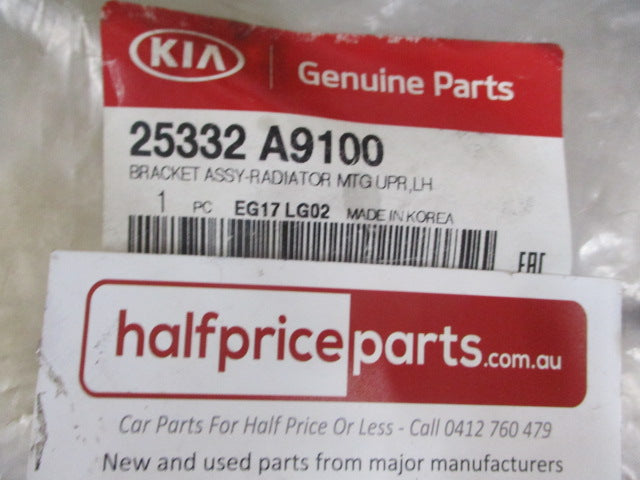 KIA Genuine Parts
25332 A9100
BRACKET ASSY-RADIATOR MTG UPR,LH
1 PC EG17 LG02 MADE IN KOREA
EAC
halfpriceparts.com.au
Car Parts For Half Price Or Less - Call 0412 760 479
New and used parts from major manufacturers